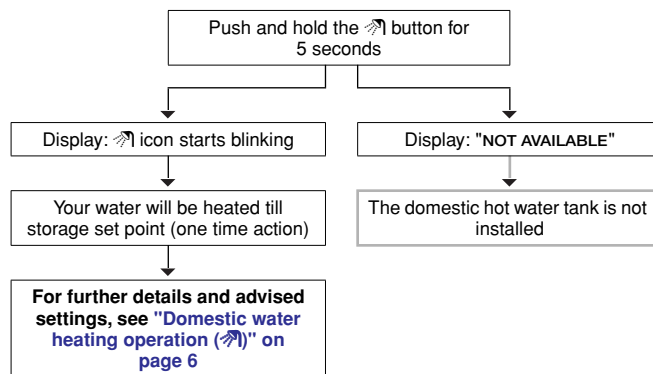 Push and hold the button for
5 seconds
Display: icon starts blinking
Display: "NOT AVAILABLE"
Your water will be heated till
storage set point (one time action)
The domestic hot water tank is not
installed
For further details and advised
settings, see "Domestic water
heating operation ()" on
page 6